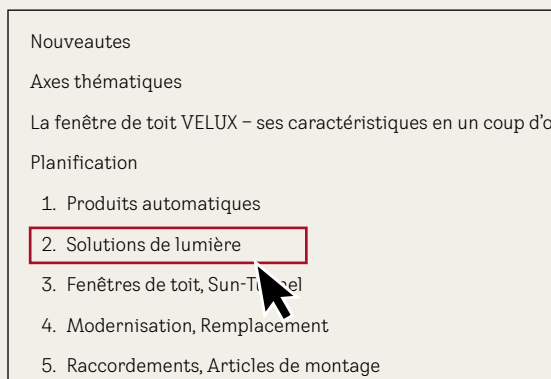 Nouveautes
Axes thématiques
La fenêtre de toit VELUX – ses caractéristiques en un coup
Planification
1. Produits automatiques
2. Solutions de lumière
3. Fenêtres de toit,
4. Modernisation, Remplacement
5. Raccordements, Articles de montage